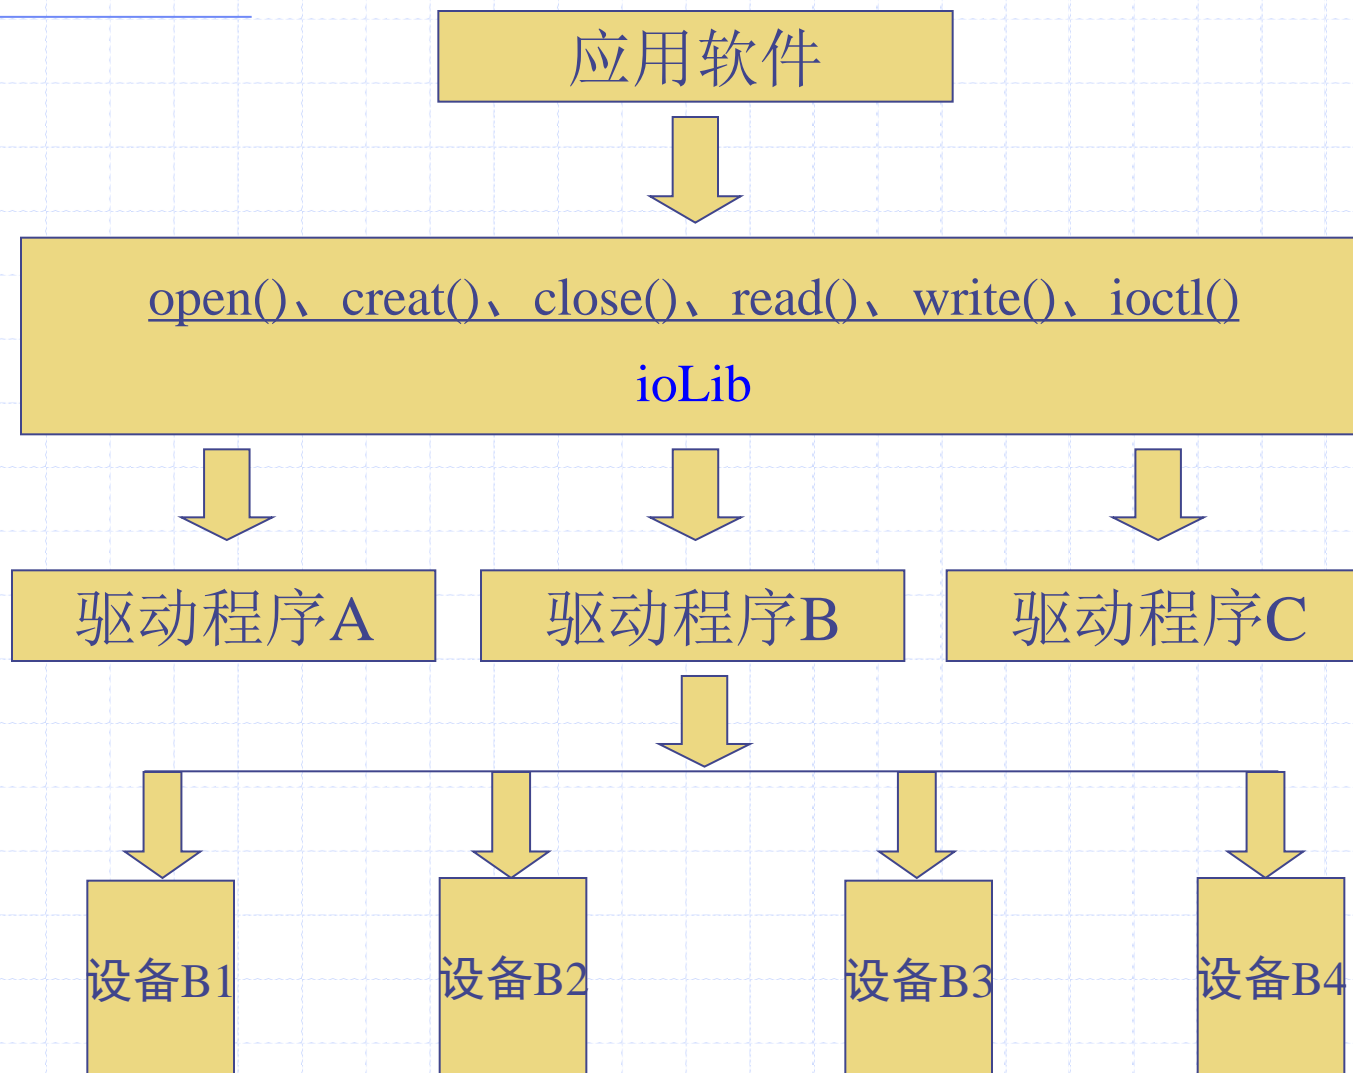 应用软件
open()、creat()、close()、read()、write()、ioctl()
ioLib
驱动程序A
驱动程序B
驱动程序C
设备B1
设备B2
设备B3
设备B4